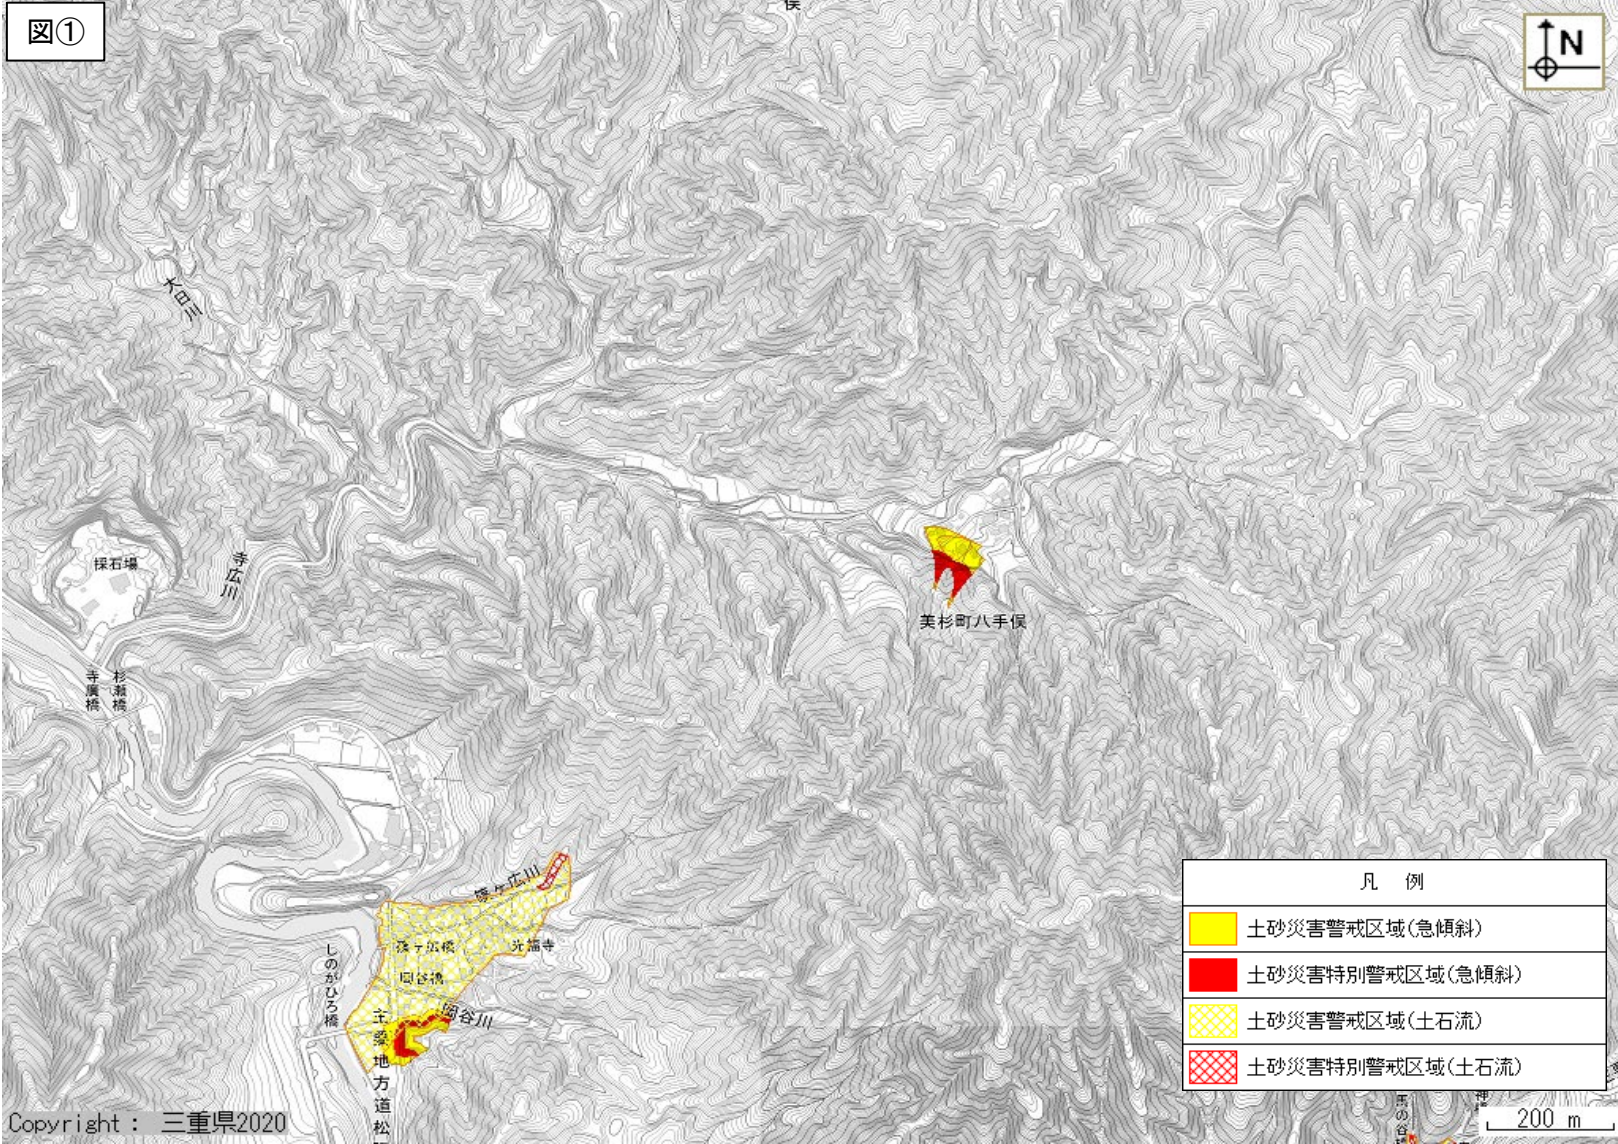 図①
俣
N
大日川
採石場
寺広川
美杉町八手俣
寺廣橋
杉瀬橋
篠ヶ広川
篠ヶ広橋
光福寺
岡谷橋
しのがひろ橋
岡谷川
主要地方道松
凡 例
土砂災害警戒区域(急傾斜)
土砂災害特別警戒区域(急傾斜)
土砂災害警戒区域(土石流)
土砂災害特別警戒区域(土石流)
馬の谷
神
200 m
Copyright : 三重県2020